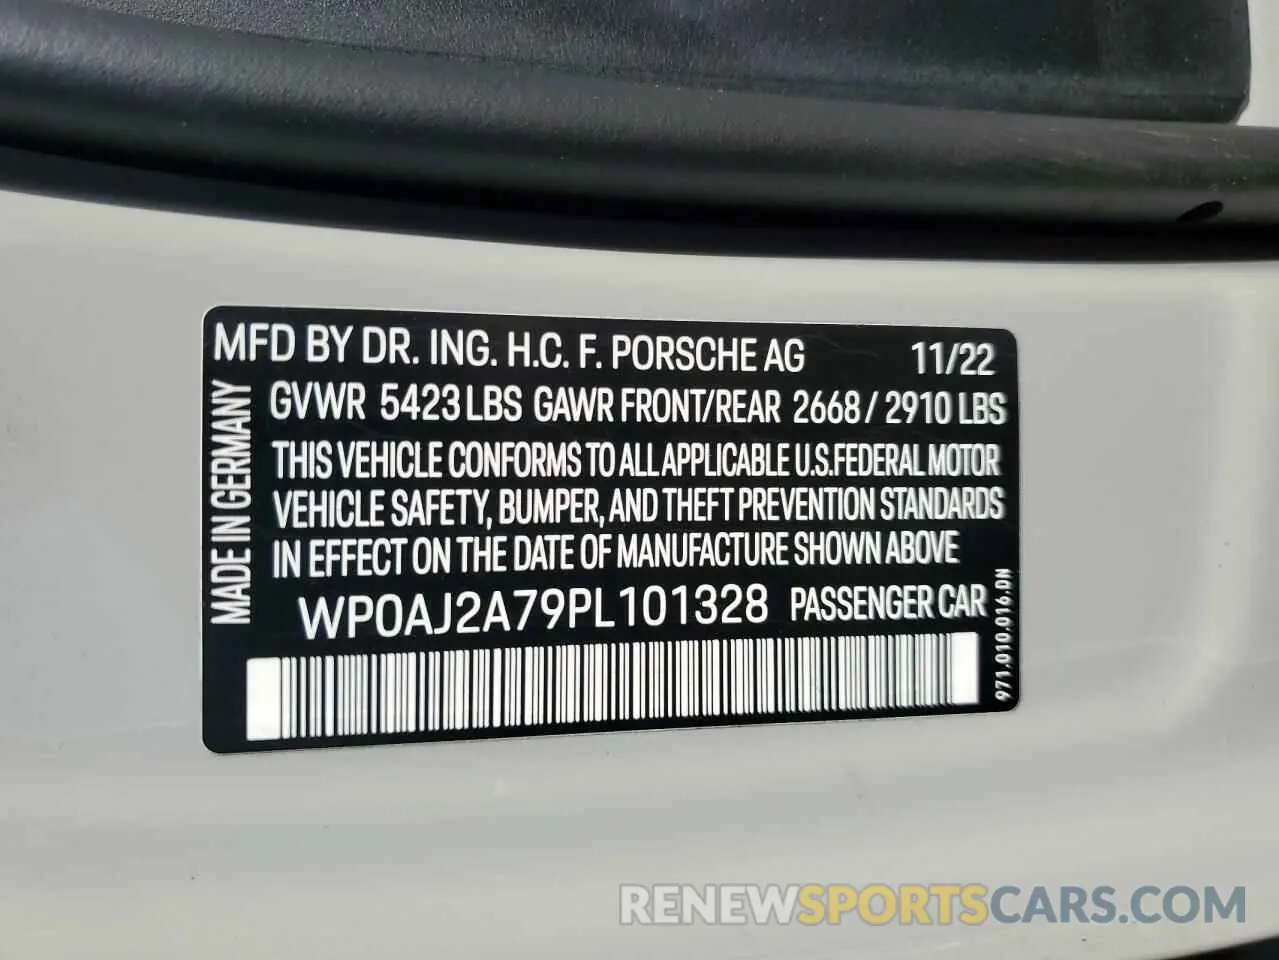 MFD BY DR. ING. H.C. F. PORSCHE AG 11/22
GVWR 5423 LBS GAWR FRONT/REAR 2668 / 2910 LBS
THIS VEHICLE CONFORMS TO ALL APPLICABLE U.S.FEDERAL MOTOR
VEHICLE SAFETY, BUMPER, AND THEFT PREVENTION STANDARDS
IN EFFECT ON THE DATE OF MANUFACTURE SHOWN ABOVE
WP0AJ2A79PL101328 PASSENGER CAR
MADE IN GERMANY
971.010.016.DN
RENEWSPORTSCARS.COM